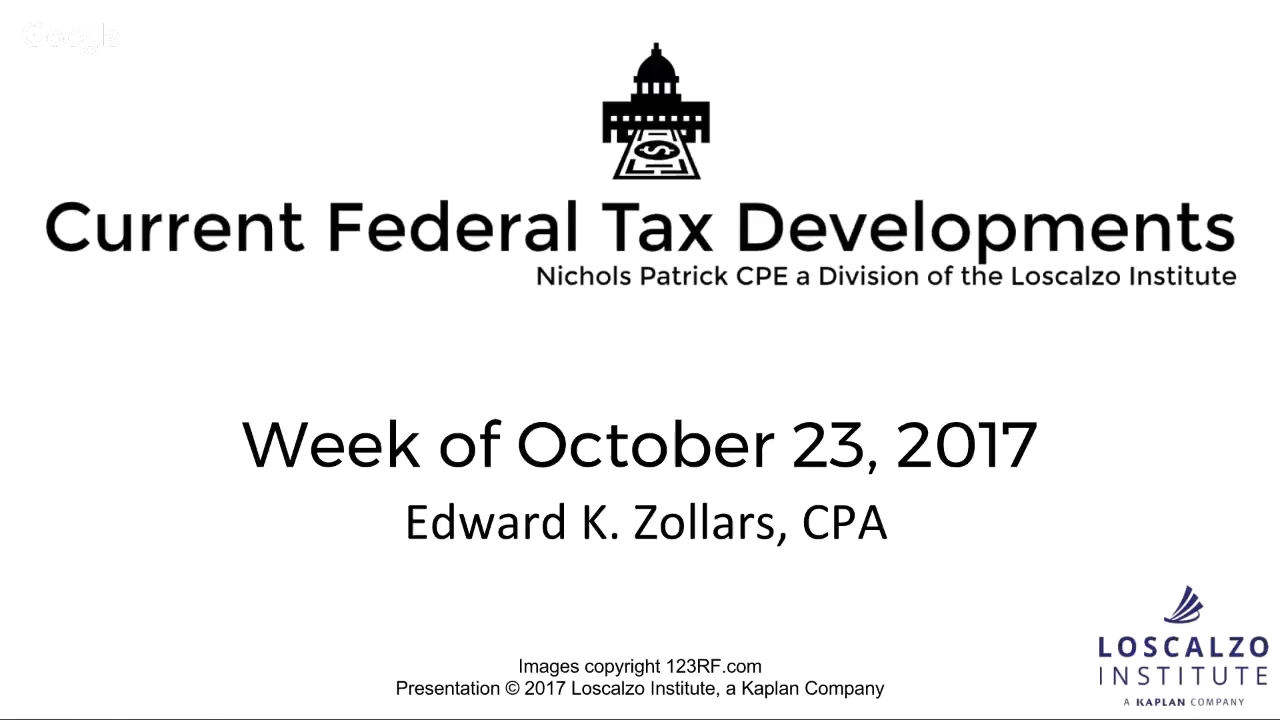 Google
Current Federal Tax Developments
Nichols Patrick CPE a Division of the Loscalzo Institute
Week of October 23, 2017
Edward K. Zollars, CPA
LOSCALZO
INSTITUTE
A KAPLAN COMPANY
Images copyright 123RF.com
Presentation © 2017 Loscalzo Institute, a Kaplan Company